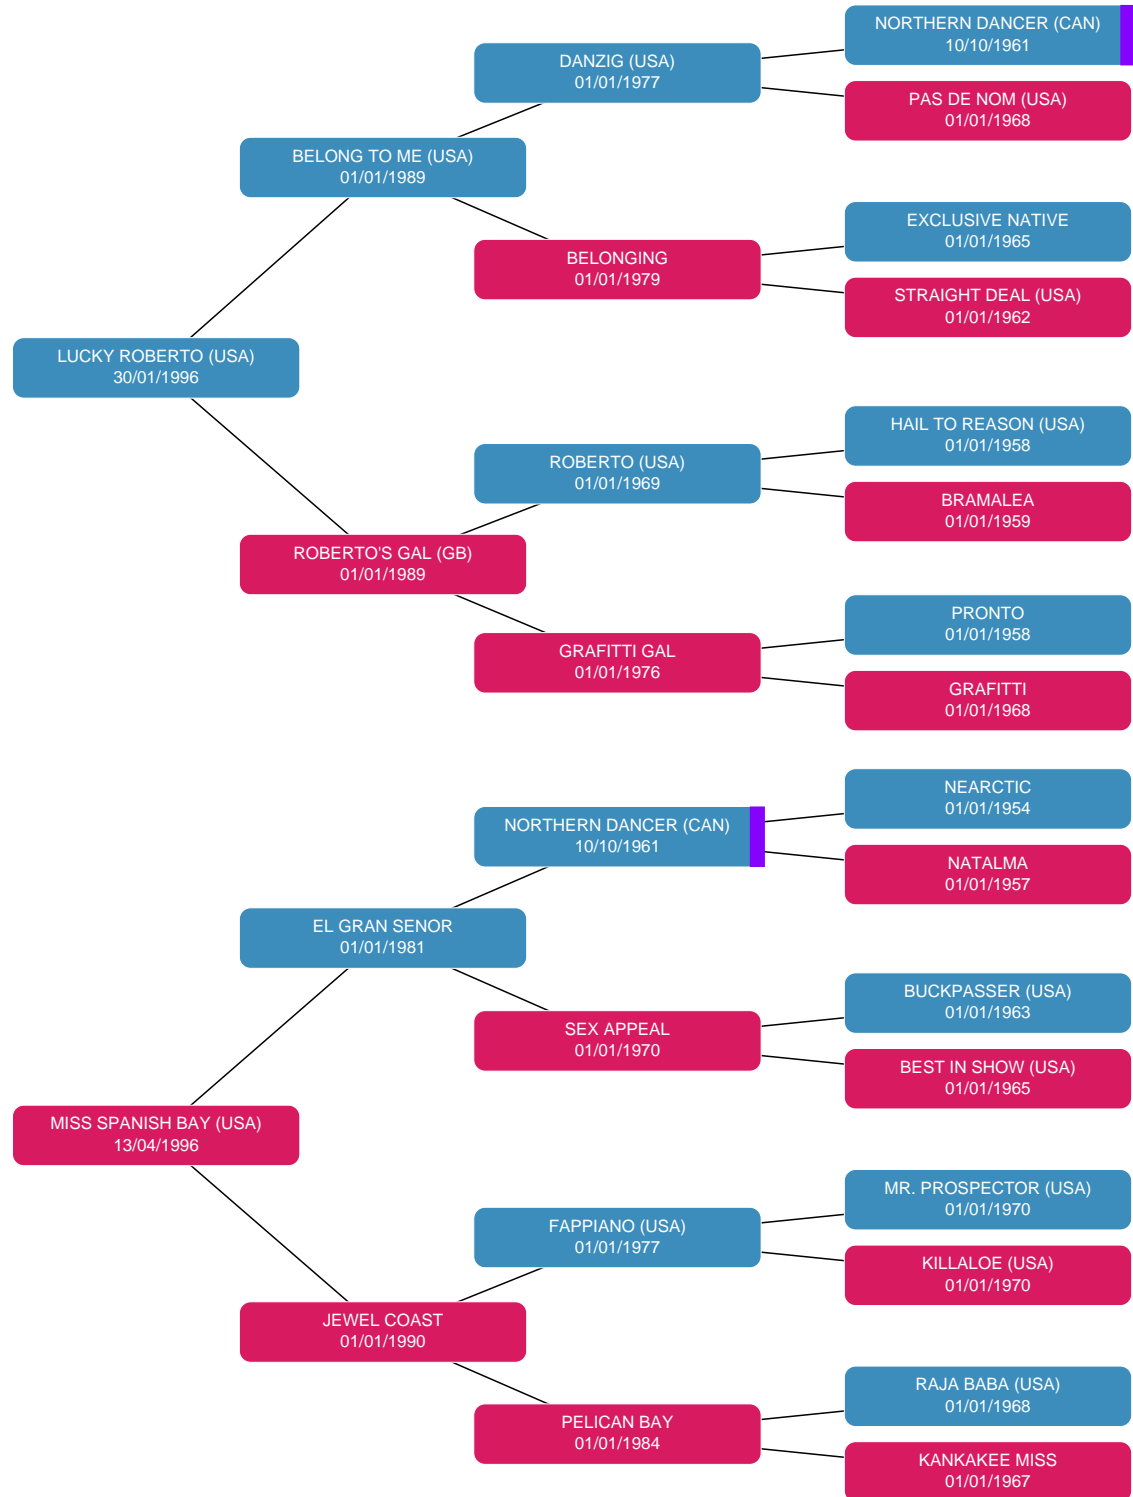 NORTHERN DANCER (CAN)
10/10/1961
DANZIG (USA)
01/01/1977
PAS DE NOM (USA)
01/01/1968
BELONG TO ME (USA)
01/01/1989
EXCLUSIVE NATIVE
01/01/1965
BELONGING
01/01/1979
STRAIGHT DEAL (USA)
01/01/1962
LUCKY ROBERTO (USA)
30/01/1996
HAIL TO REASON (USA)
01/01/1958
ROBERTO (USA)
01/01/1969
BRAMALEA
01/01/1959
ROBERTO'S GAL (GB)
01/01/1989
PRONTO
01/01/1958
GRAFITTI GAL
01/01/1976
GRAFITTI
01/01/1968
NEARCTIC
01/01/1954
NORTHERN DANCER (CAN)
10/10/1961
NATALMA
01/01/1957
EL GRAN SENOR
01/01/1981
BUCKPASSER (USA)
01/01/1963
SEX APPEAL
01/01/1970
BEST IN SHOW (USA)
01/01/1965
MISS SPANISH BAY (USA)
13/04/1996
MR. PROSPECTOR (USA)
01/01/1970
FAPPIANO (USA)
01/01/1977
KILLALOE (USA)
01/01/1970
JEWEL COAST
01/01/1990
RAJA BABA (USA)
01/01/1968
PELICAN BAY
01/01/1984
KANKAKEE MISS
01/01/1967